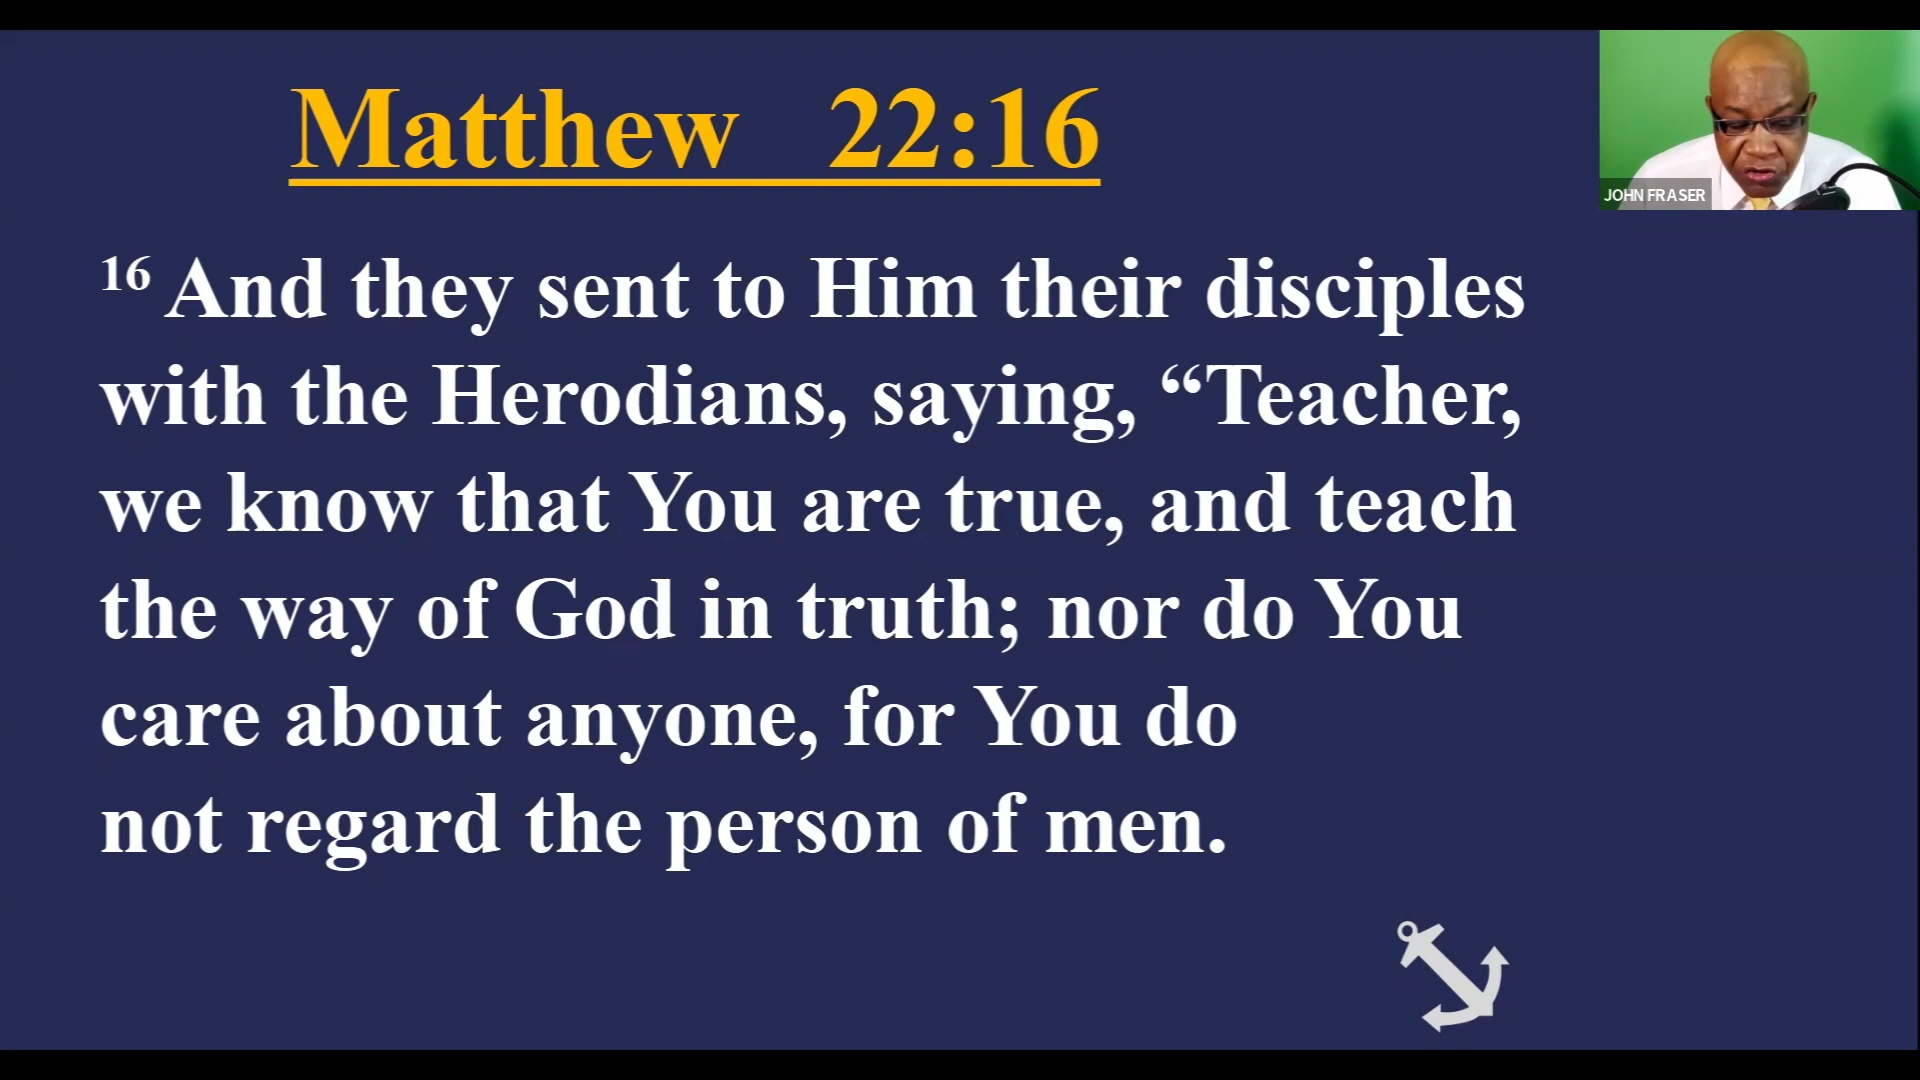 Matthew 22:16
JOHN FRASER
16 And they sent to Him their disciples
with the Herodians, saying, “Teacher,
we know that You are true, and teach
the way of God in truth; nor do You
care about anyone, for You do
not regard the person of men.